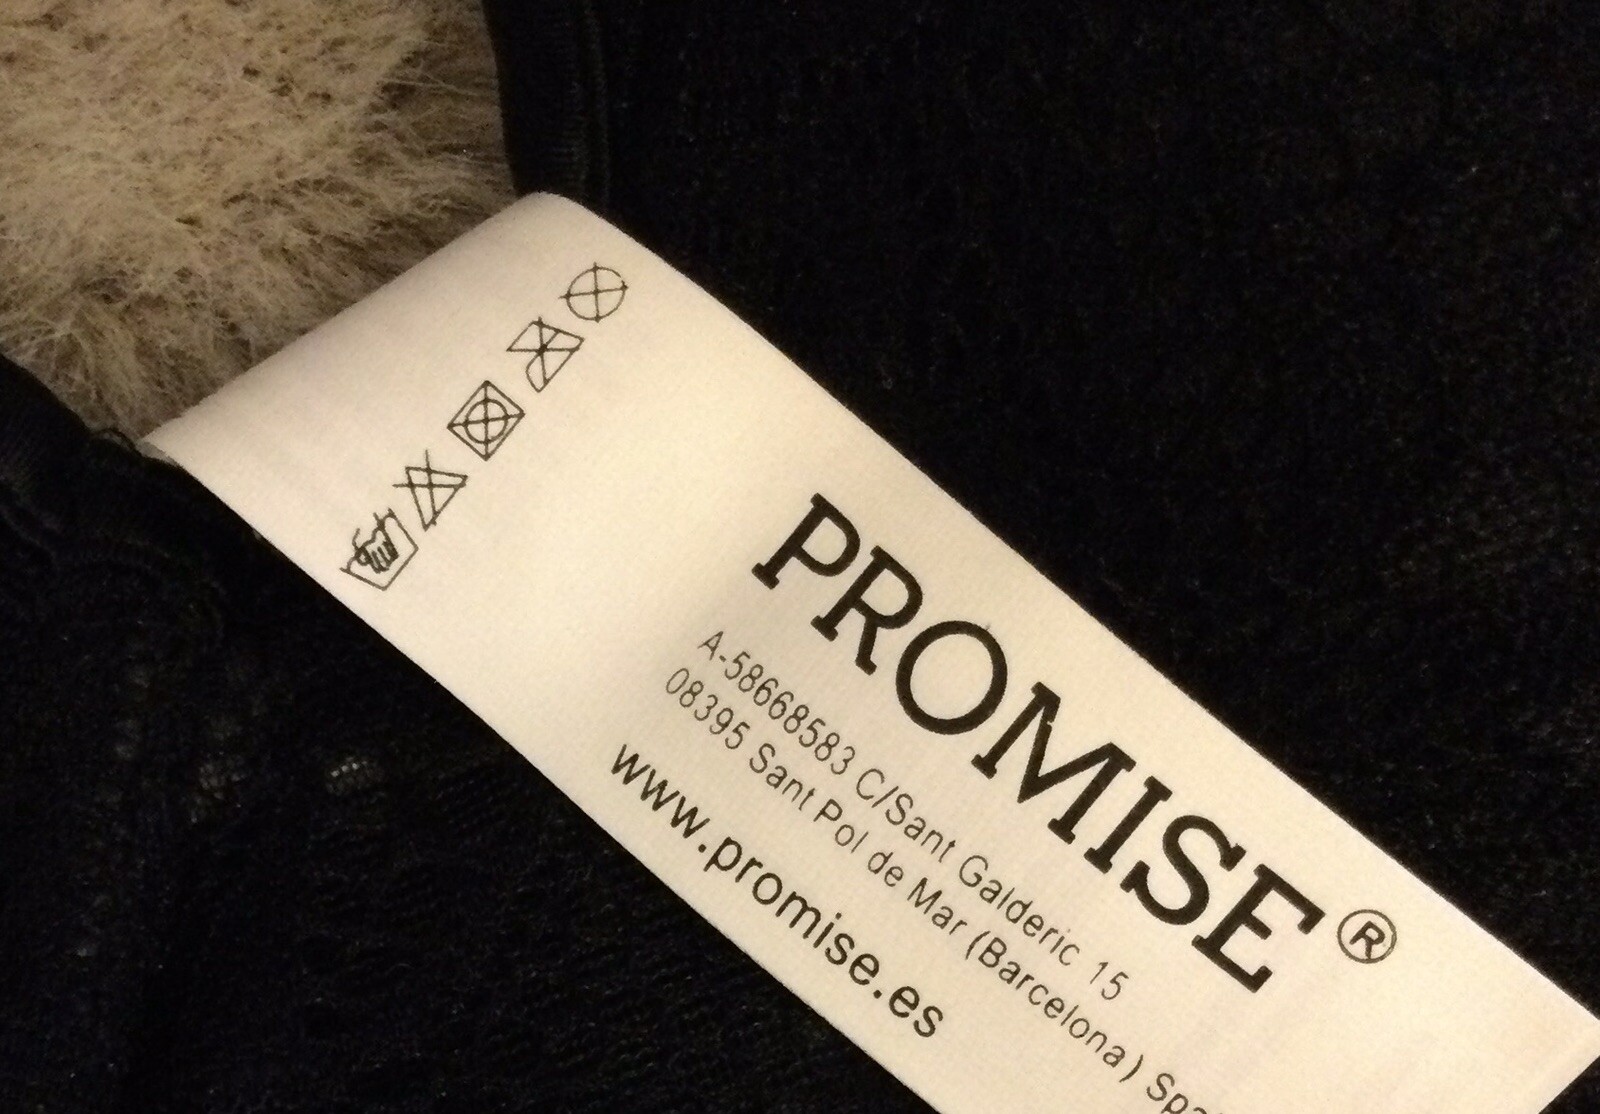 PROMISE®
A-58668583 C/Sant Galderic 15
08395 Sant Pol de Mar (Barcelona)
www.promise.es